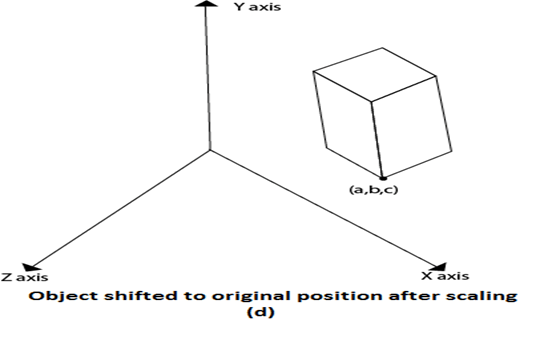 Y axis
(a,b,c)
Z axis
X axis
Object shifted to original position after scaling
(d)